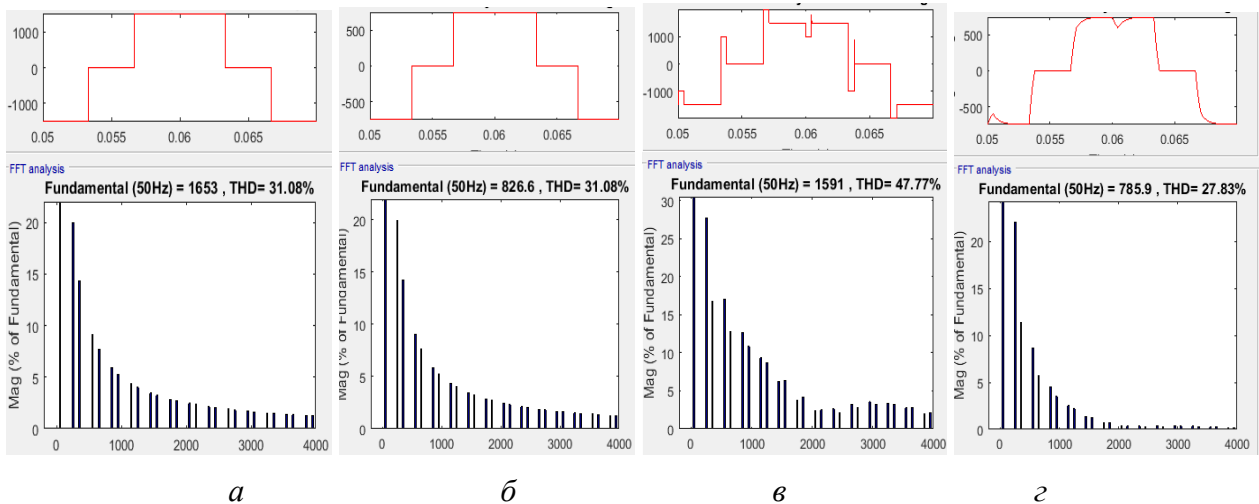 1000
0
-1000
0.05 0.055 0.06 0.065
FFT analysis
Fundamental (50Hz) = 1653 , THD= 31.08%
Mag (% of Fundamental)
20
15
10
5
0
0 1000 2000 3000 4000
а
500
0
-500
0.05 0.055 0.06 0.065
Fundamental (50Hz) = 826.6 , THD= 31.08%
Mag (% of Fundamental)
20
15
10
5
0
0 1000 2000 3000 4000
б
1000
0
-1000
0.05 0.055 0.06 0.065
FFT analysis
Fundamental (50Hz) = 1591 , THD= 47.77%
Mag (% of Fundamental)
30
25
20
15
10
5
0
0 1000 2000 3000 4000
в
500
0
-500
0.05 0.055 0.06 0.065
FFT analysis
Fundamental (50Hz) = 785.9 , THD= 27.83%
Mag (% of Fundamental)
20
15
10
5
0
0 1000 2000 3000 4000
г